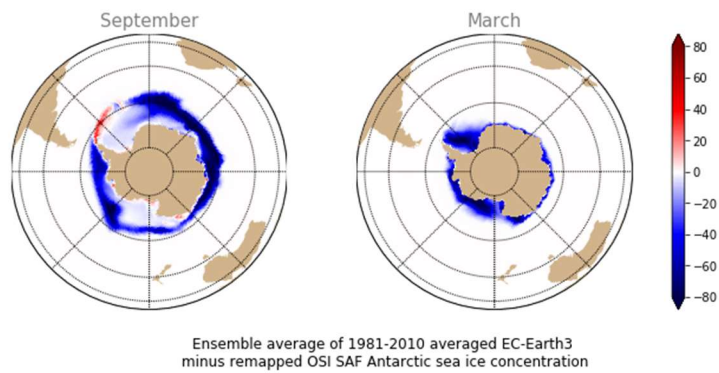 September
March
80
60
40
20
0
−20
−40
−60
−80
Ensemble average of 1981-2010 averaged EC-Earth3
minus remapped OSI SAF Antarctic sea ice concentration